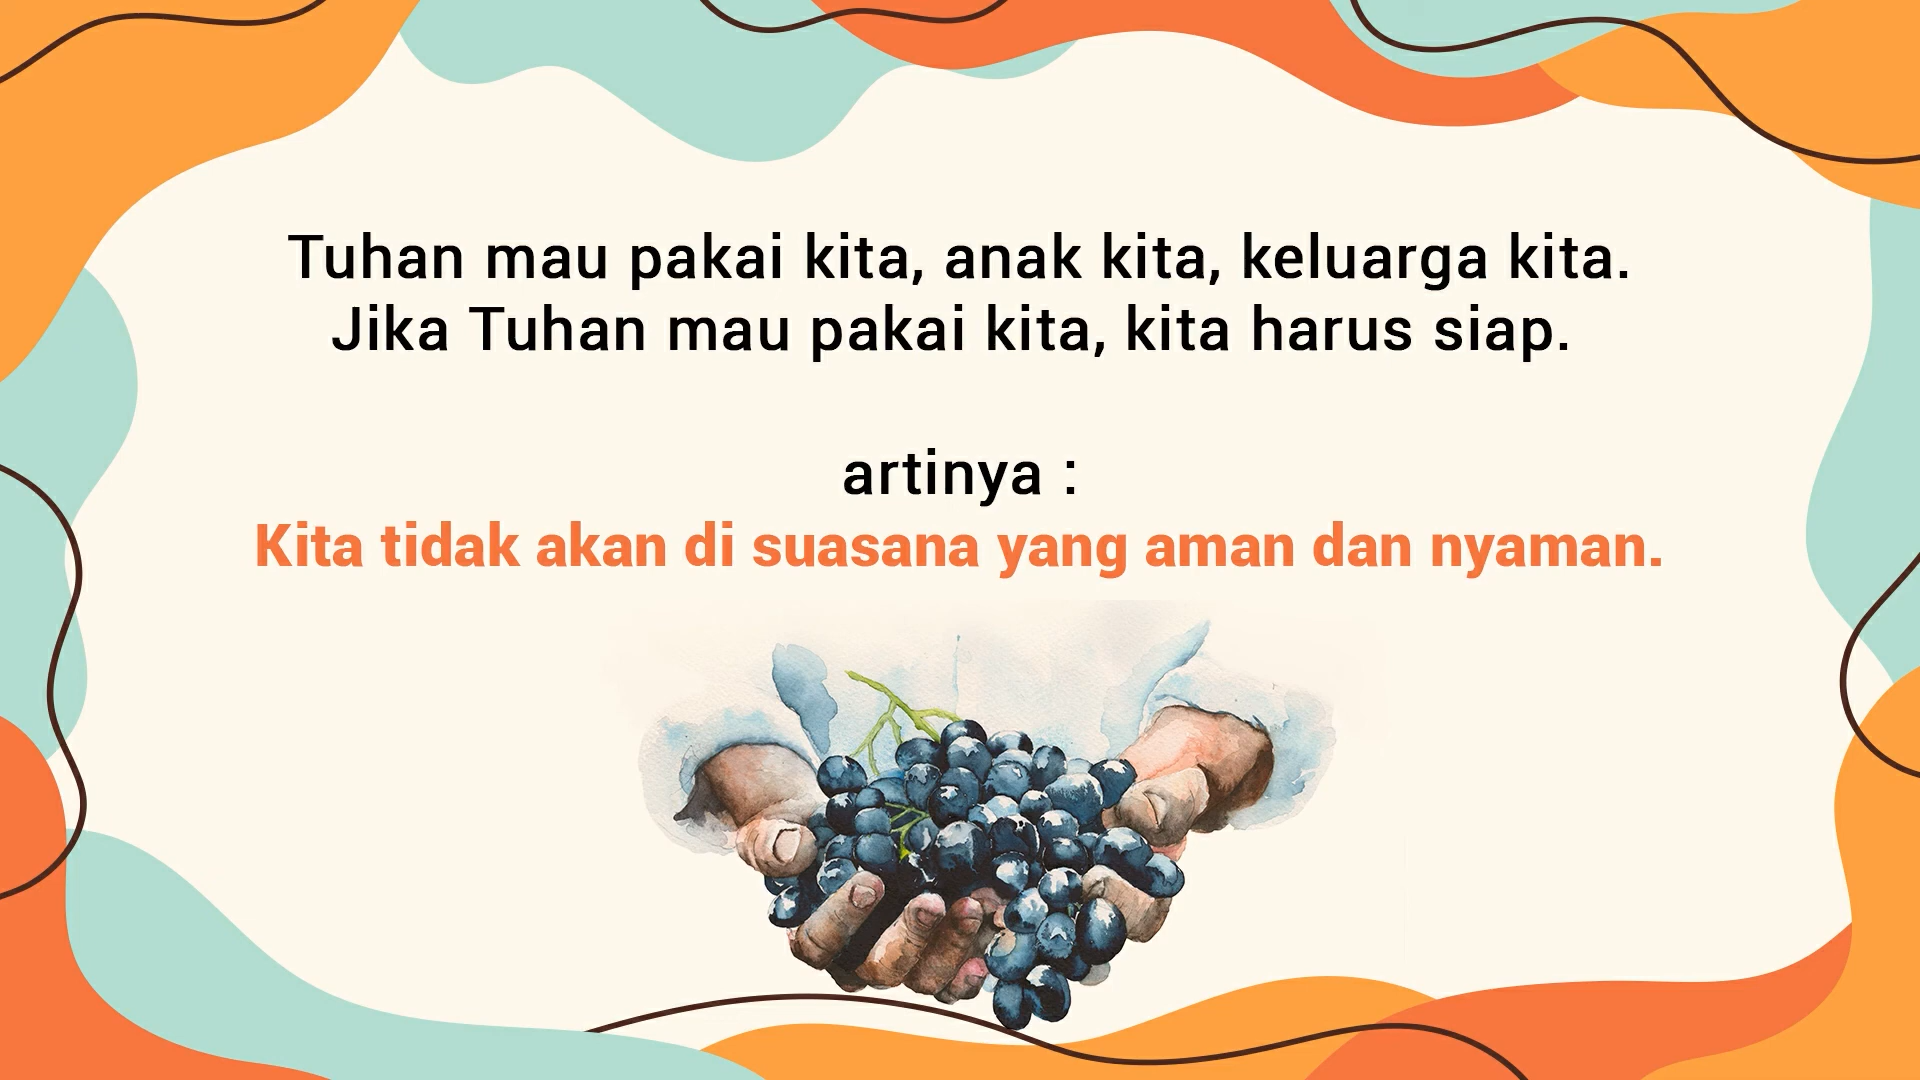 Tuhan mau pakai kita, anak kita, keluarga kita.
Jika Tuhan mau pakai kita, kita harus siap.
artinya :
Kita tidak akan di suasana yang aman dan nyaman.